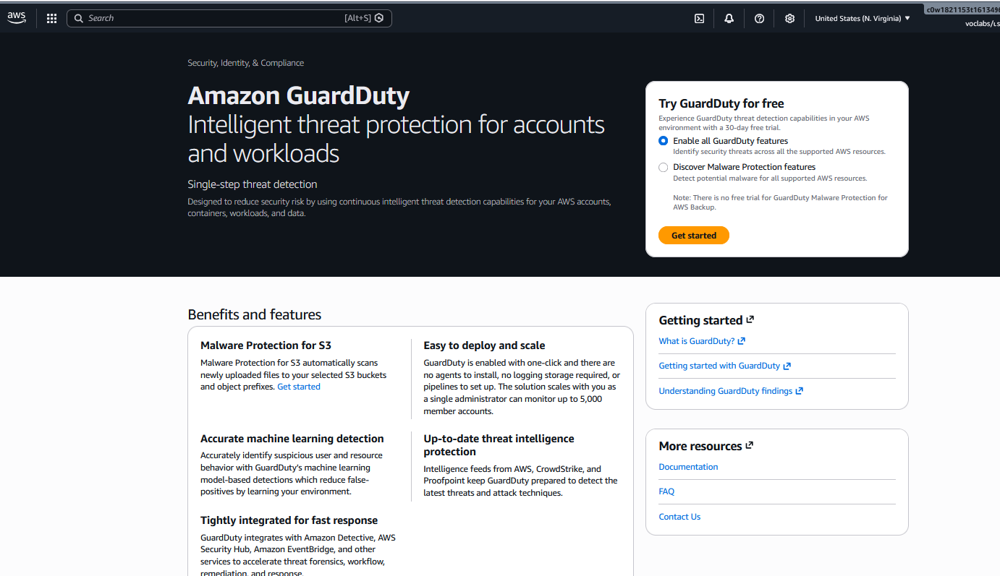 aws
Search
[Alt+S]
United States (N. Virginia)
voclabs/
Security, Identity, & Compliance
Amazon GuardDuty
Intelligent threat protection for accounts
and workloads
Single-step threat detection
Designed to reduce security risk by using continuous intelligent threat detection capabilities for your AWS accounts,
containers, workloads, and data.
Try GuardDuty for free
Experience GuardDuty threat detection capabilities in your AWS
environment with a 30-day free trial.
Enable all GuardDuty features
Identify security threats across all the supported AWS resources.
Discover Malware Protection features
Detect potential malware for all supported AWS resources.
Note: There is no free trial for GuardDuty Malware Protection for
AWS Backup.
Get started
Benefits and features
Malware Protection for S3
Malware Protection for S3 automatically scans
newly uploaded files to your selected S3 buckets
and object prefixes. Get started
Easy to deploy and scale
GuardDuty is enabled with one-click and there are
no agents to install, no logging storage required, or
pipelines to set up. The solution scales with you as
a single administrator can monitor up to 5,000
member accounts.
Accurate machine learning detection
Accurately identify suspicious user and resource
behavior with GuardDuty's machine learning
model-based detections which reduce false-
positives by learning your environment.
Up-to-date threat intelligence
protection
Intelligence feeds from AWS, CrowdStrike, and
Proofpoint keep GuardDuty prepared to detect the
latest threats and attack techniques.
Tightly integrated for fast response
GuardDuty integrates with Amazon Detective, AWS
Security Hub, Amazon EventBridge, and other
services to accelerate threat forensics, workflow,
remediation, and response.
Getting started
What is GuardDuty?
Getting started with GuardDuty
Understanding GuardDuty findings
More resources
Documentation
FAQ
Contact Us